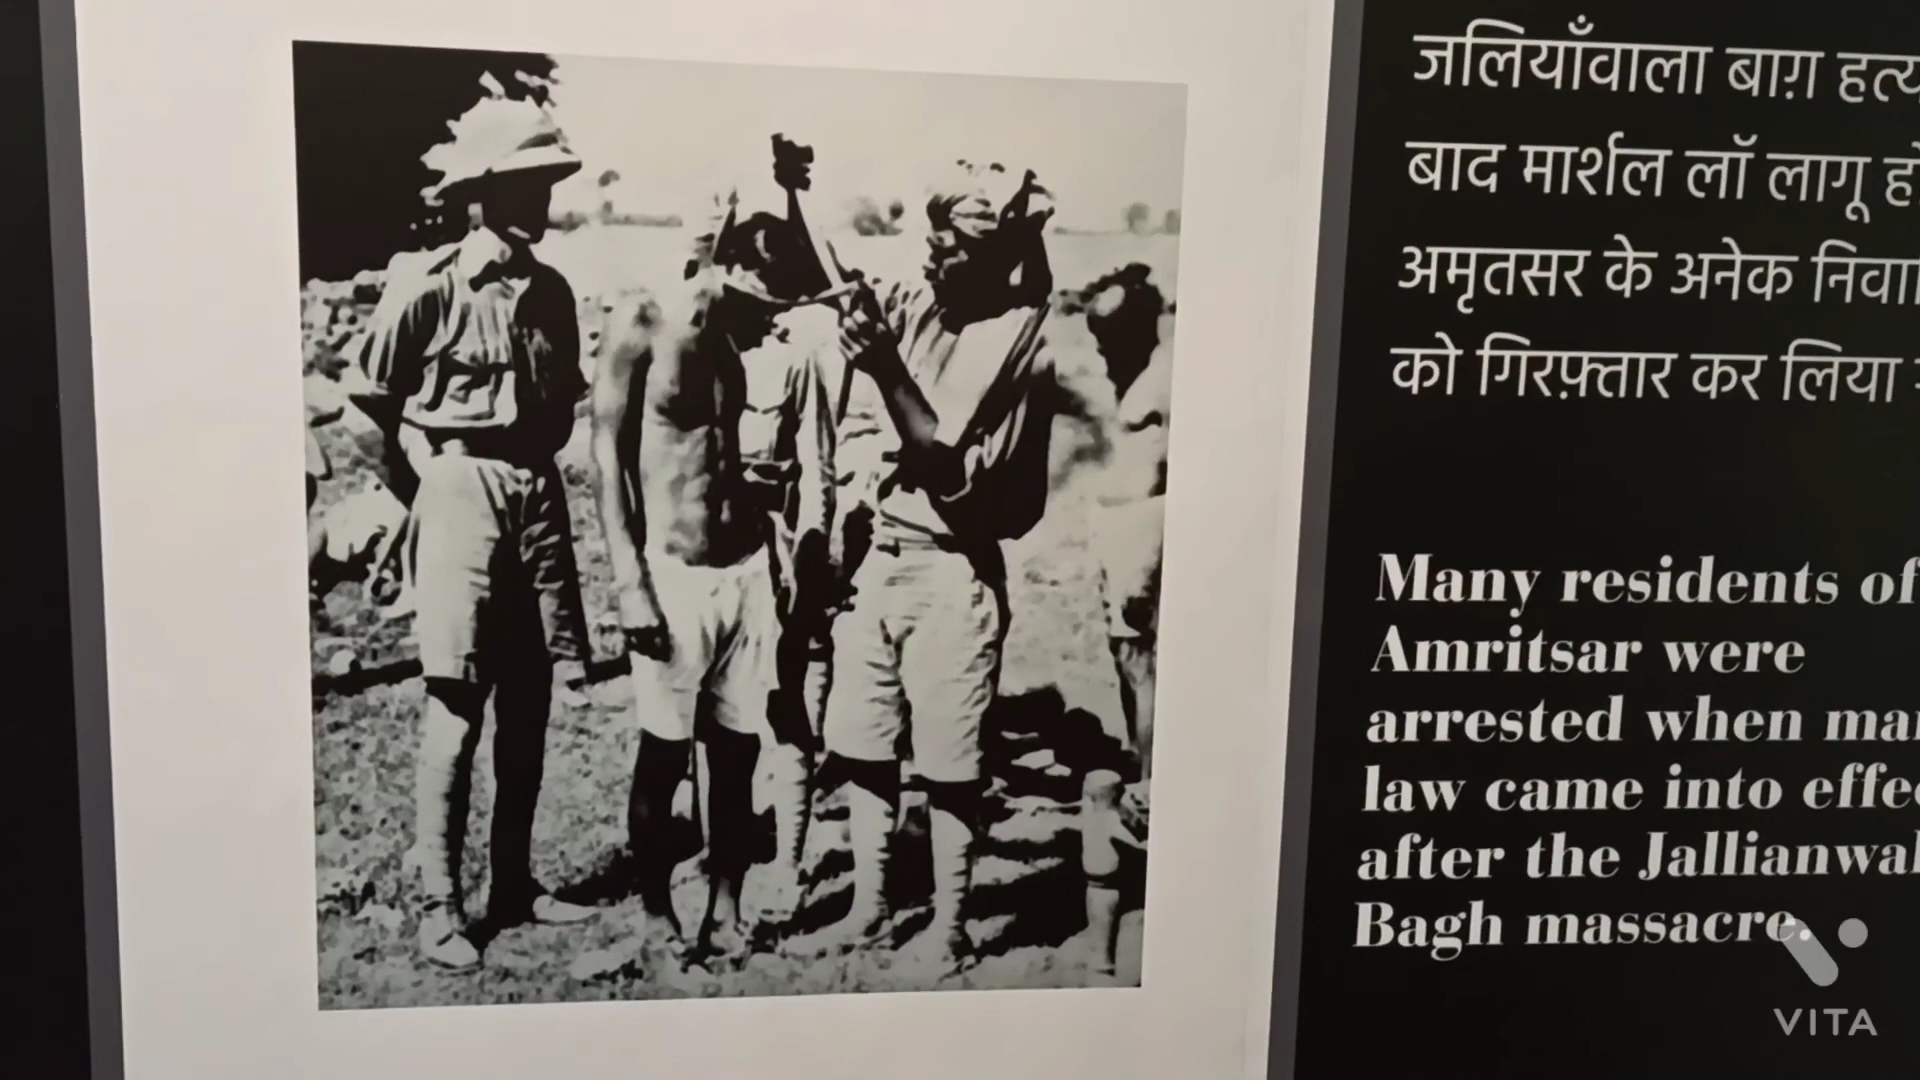 जलियाँवाला बाग़
बाद मार्शल लॉ लागू
अमृतसर के अनेक
को गिरफ़्तार कर लिया
Many residents of
Amritsar were
arrested when
law came into
after the
Bagh massacre.
VITA